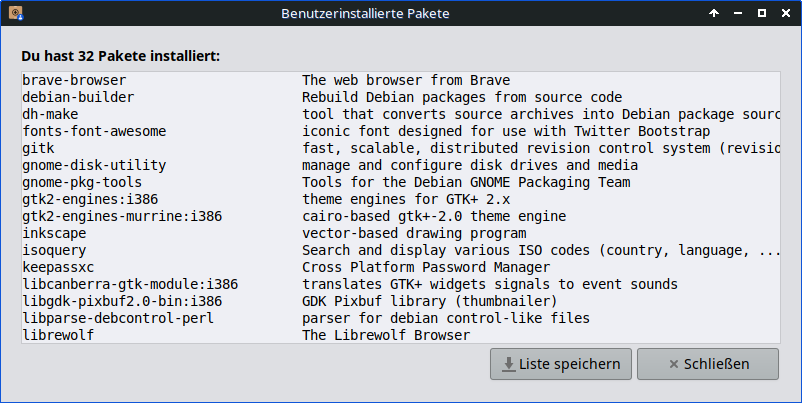 Benutzerinstallierte Pakete
Du hast 32 Pakete installiert:
brave-browser The web browser from Brave
debian-builder Rebuild Debian packages from source code
dh-make tool that converts source archives into Debian package sourc
fonts-font-awesome iconic font designed for use with Twitter Bootstrap
gitk fast, scalable, distributed revision control system (revisio
gnome-disk-utility manage and configure disk drives and media
gnome-pkg-tools Tools for the Debian GNOME Packaging Team
gtk2-engines:i386 theme engines for GTK+ 2.x
gtk2-engines-murrine:i386 cairo-based gtk+-2.0 theme engine
inkscape vector-based drawing program
isoquery Search and display various ISO codes (country, language, ...
keepassxc Cross Platform Password Manager
libcanberra-gtk-module:i386 translates GTK+ widgets signals to event sounds
libgdk-pixbuf2.0-bin:i386 GDK Pixbuf library (thumbnailer)
libparse-debcontrol-perl parser for debian control-like files
librewolf The Librewolf Browser
Liste speichern Schließen